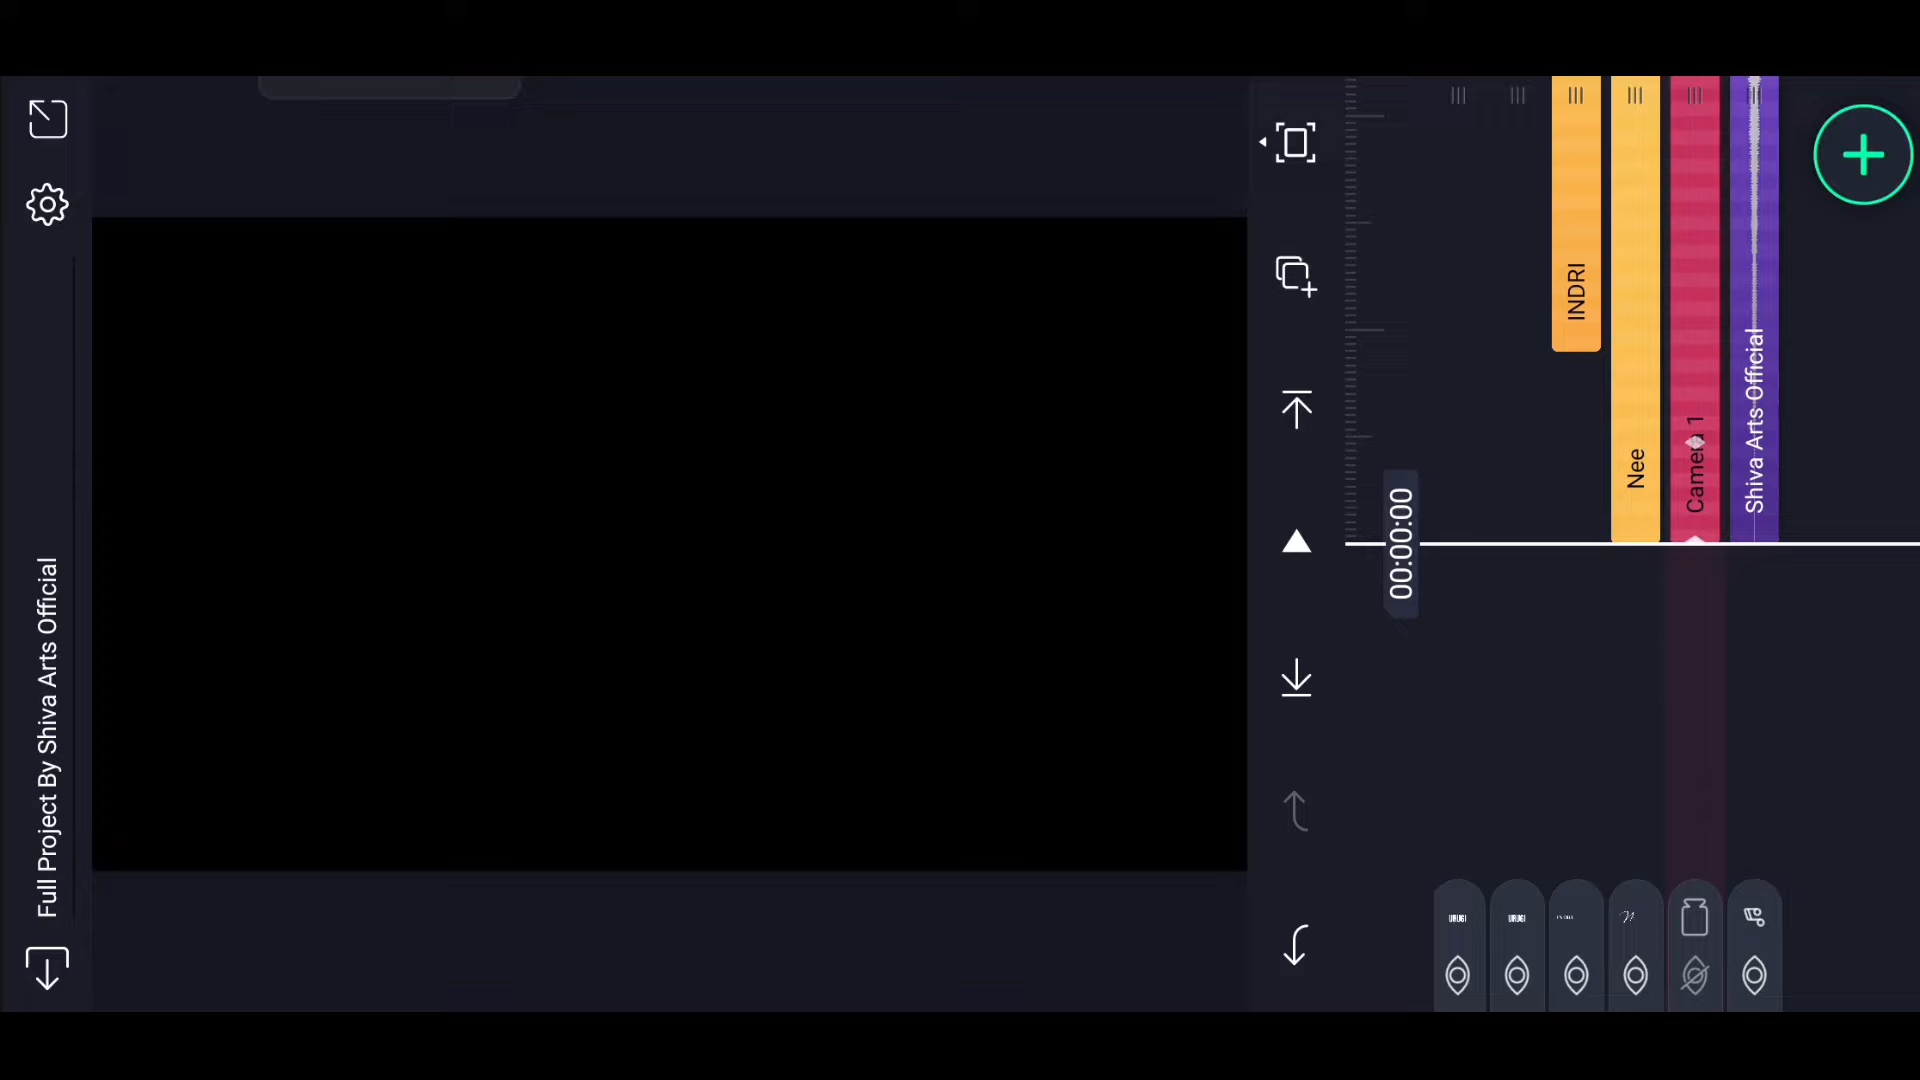 Full Project By Shiva Arts Official
00:00:00
INDRI
Nee
Camera 1
Shiva Arts Official